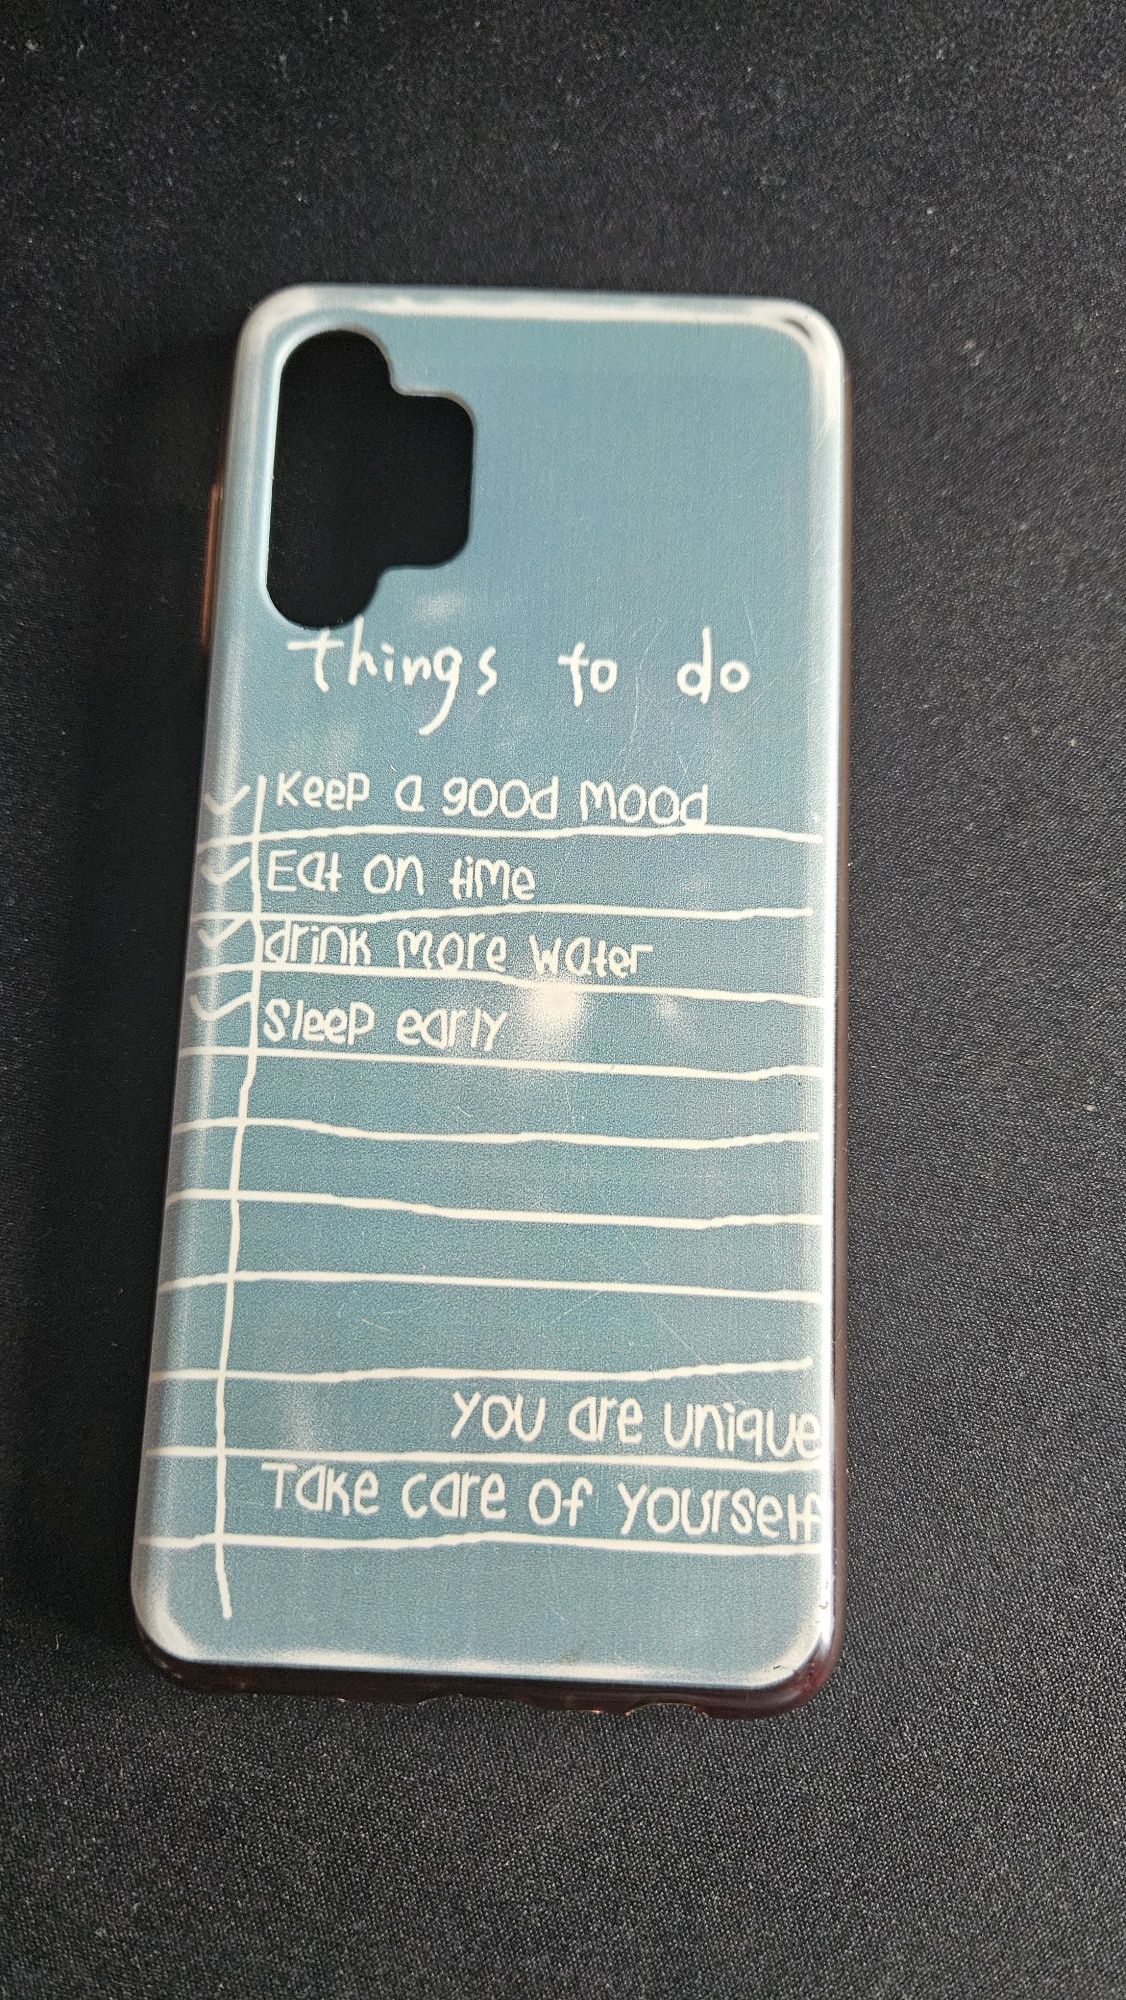 things to do
Keep a good mood
Eat on time
drink more water
Sleep early
you are unique
Take care of yourself